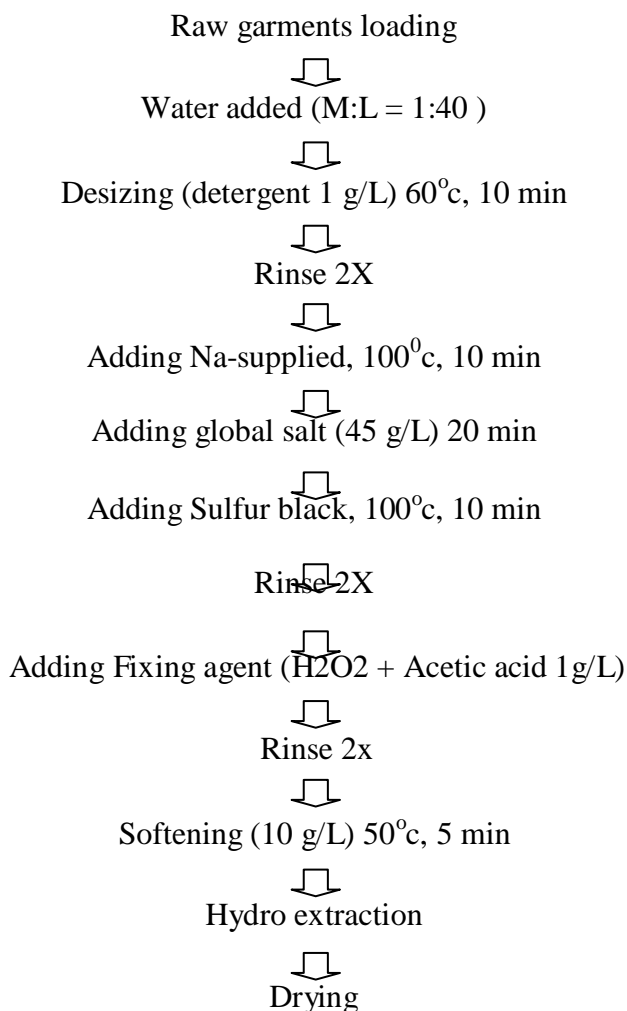 Raw garments loading
Water added (M:L = 1:40 )
Desizing (detergent 1 g/L) 60°c, 10 min
Rinse 2X
Adding Na-supplied, 100⁰c, 10 min
Adding global salt (45 g/L) 20 min
Adding Sulfur black, 100°c, 10 min
Rinse 2X
Adding Fixing agent (H2O2 + Acetic acid 1g/L)
Rinse 2x
Softening (10 g/L) 50°c, 5 min
Hydro extraction
Drying